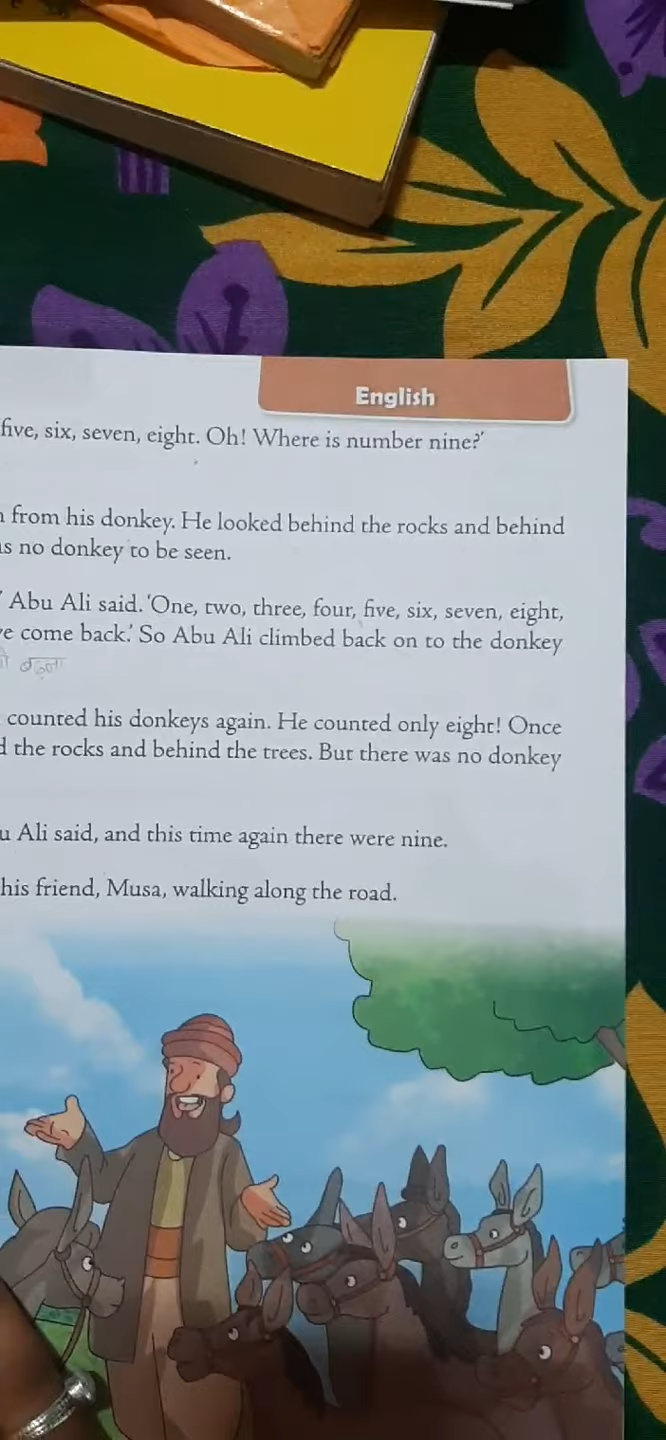 English
five, six, seven, eight. Oh! Where is number nine?'
from his donkey. He looked behind the rocks and behind
s no donkey to be seen.
' Abu Ali said. 'One, two, three, four, five, six, seven, eight,
e come back.' So Abu Ali climbed back on to the donkey
counted his donkeys again. He counted only eight! Once
d the rocks and behind the trees. But there was no donkey
u Ali said, and this time again there were nine.
his friend, Musa, walking along the road.